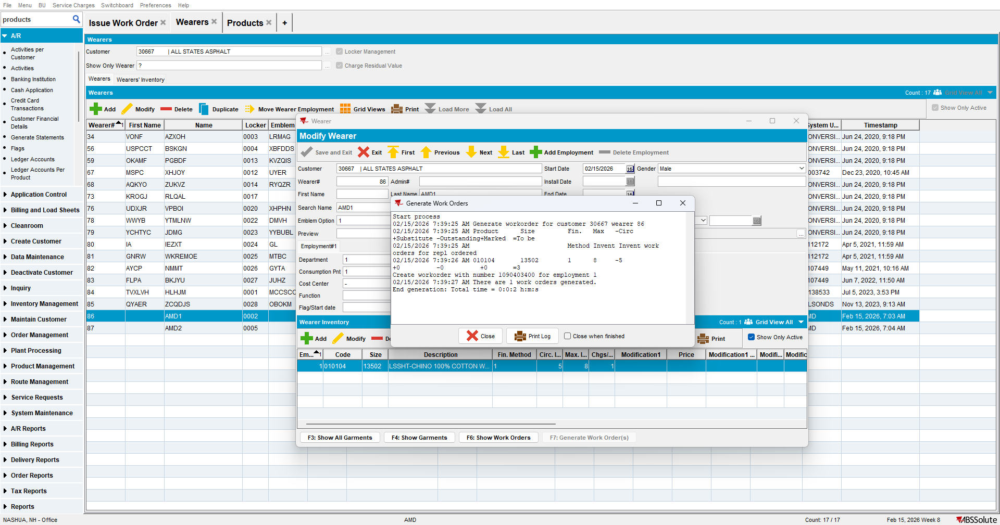 File Menu BU Service Charges Switchboard Preferences Help
products
Issue Work Order
Wearers
Products
+
A/R
Activities per
Customer
Activities
Banking Institution
Cash Application
Credit Card
Transactions
Customer Financial
Details
Generate Statements
Flags
Ledger Accounts
Ledger Accounts Per
Product
Application Control
Billing and Load Sheets
Cleanroom
Create Customer
Data Maintenance
Deactivate Customer
Inquiry
Inventory Management
Maintain Customer
Order Management
Plant Processing
Product Management
Route Management
Service Requests
System Maintenance
A/R Reports
Billing Reports
Delivery Reports
Order Reports
Tax Reports
Reports
Wearers
Customer 30667 | ALL STATES ASPHALT ... Locker Management
Show Only Wearer ? ... Charge Residual Value
Wearers Wearers' Inventory
Wearers Count : 17 Grid View All
Add Modify Delete Duplicate Move Wearer Employment Grid Views Print Load More Load All Show Only Active
Wearer# 1 First Name Name Locker Emblem System U... Timestamp
34 VONF AZXOH 0003 LRMAG ONVERSI... Jun 24, 2020, 9:18 PM
56 USPCCT BSKGN 0004 XBFDDS ONVERSI... Jun 24, 2020, 9:18 PM
59 OKAMF PGBDF 0013 KVZQIS ONVERSI... Jun 24, 2020, 9:18 PM
67 MSPC XHJOY 0012 UYER 003742 Dec 23, 2020, 10:45 AM
68 AQKYO ZUKVZ 0014 RYQZR ONVERSI... Jun 24, 2020, 9:18 PM
73 KROGJ RLQAL 0017 ONVERSI... Jun 24, 2020, 9:18 PM
76 UDXJR VPBOI 0020 XHPHN ONVERSI... Jun 24, 2020, 9:18 PM
78 WWYB YTMLNW 0022 DMVH ONVERSI... Jun 24, 2020, 9:18 PM
79 YCHTYC JDMG 0023 YYBUBL ONVERSI... Jun 24, 2020, 9:18 PM
80 IA IEZXT 0024 GL 112172 Apr 5, 2021, 11:59 AM
81 GNRW WKREMOE 0025 MTBC 112172 Apr 5, 2021, 11:59 AM
82 AYCP NMMT 0026 GYTA 107449 May 11, 2021, 10:16 AM
83 FLPA BKJYU 0027 JUHZ 107449 Jun 7, 2022, 11:50 AM
84 TVXLVH HLHJM 0001 MCCSCC 138533 Jul 5, 2023, 3:53 PM
85 QYAER ZCQDJS 0028 OBOKM LSONDS Nov 13, 2023, 9:13 AM
86 AMD1 0002 MD Feb 15, 2026, 7:03 AM
87 AMD2 0005 MD Feb 15, 2026, 7:04 AM
Wearer
Modify Wearer
Save and Exit Exit First Previous Next Last Add Employment Delete Employment
Customer 30667 | ALL STATES ASPHALT Start Date 02/15/2026 16 Gender Male
Wearer# 86 Admin# Install Date 16
First Name Last Name AMD1 End Date 16
Search Name AMD1
Emblem Option 1 16
Preview ...
Employment#1
Department 1
Consumption Pnt 1
Cost Center -
Function
Flag/Start date
Generate Work Orders
Start process
02/15/2026 7:39:25 AM Generate workorder for customer 30667 wearer 86
02/15/2026 7:39:25 AM Product Size Fin. Max -Circ
+Substitute -Outstanding+Marked =To be
02/15/2026 7:39:25 AM Method Invent Invent work
orders for repl ordered
02/15/2026 7:39:26 AM 010104 13502 1 8 -5
+0 -0 +0 =3
Create workorder with number 1090403400 for employment 1
02/15/2026 7:39:27 AM There are 1 work orders generated.
End generation: Total time = 0:0:2 h:m:s
Close Print Log Close when finished
Wearer Inventory Count : 1 Grid View All
Add Modify De Print Show Only Active
Em... 1 Code Size Description Fin. Method Circ. I... Max. I... Chgs/... Modification1 Price Modification1 ... Modifi... Modific
1 010104 13502 LSSHT-CHINO 100% COTTON W... 1 5 8 1
F3: Show All Garments F4: Show Garments F6: Show Work Orders F7: Generate Work Order(s)
NASHUA, NH - Office AMD Count: 17 / 17 Feb 15, 2026 Week 8 ABSSolute